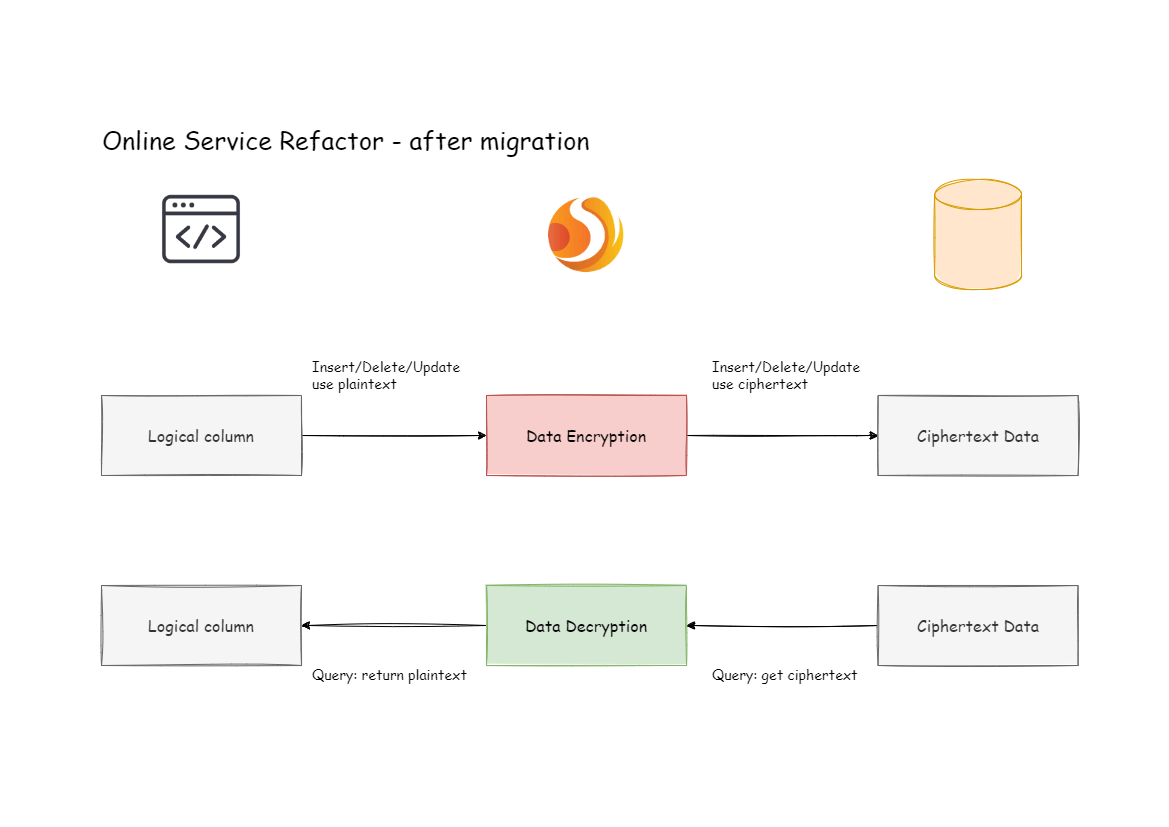 Online Service Refactor - after migration
</>
Insert/Delete/Update
use plaintext
Insert/Delete/Update
use ciphertext
Logical column
Data Encryption
Ciphertext Data
Logical column
Data Decryption
Ciphertext Data
Query: return plaintext
Query: get ciphertext